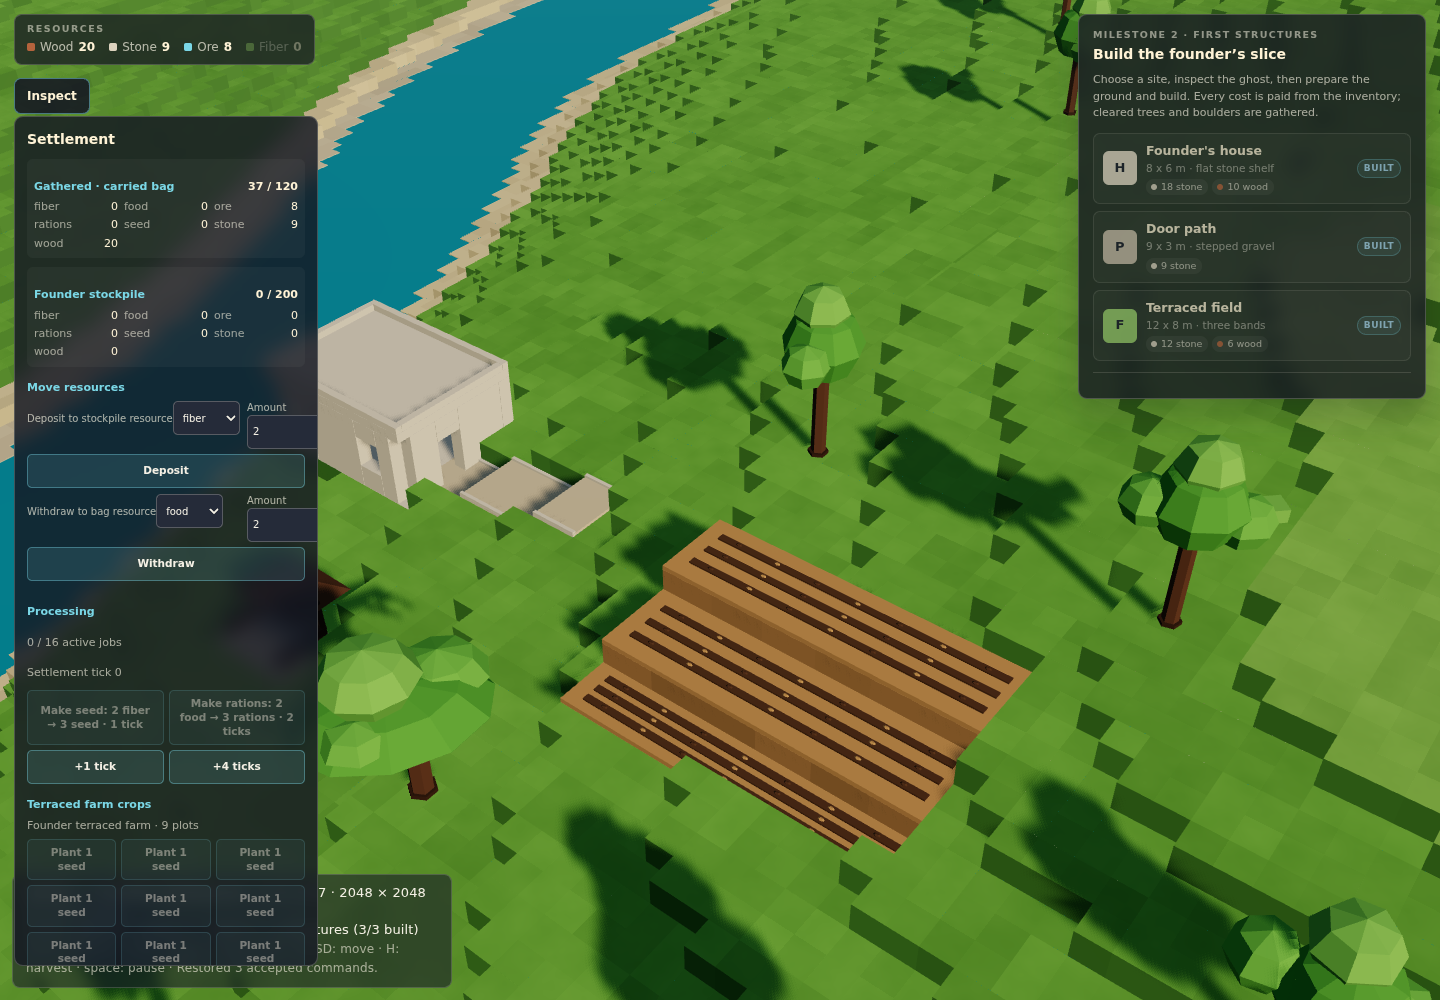 RESOURCES
Wood 20 Stone 9 Ore 8 Fiber 0
Inspect
Settlement
Gathered · carried bag 37 / 120
fiber 0 food 0 ore 8
rations 0 seed 0 stone 9
wood 20
Founder stockpile 0 / 200
fiber 0 food 0 ore 0
rations 0 seed 0 stone 0
wood 0
Move resources
Amount
Deposit to stockpile resource fiber 2
Deposit
Amount
Withdraw to bag resource food 2
Withdraw
Processing
0 / 16 active jobs
Settlement tick 0
Make seed: 2 fiber
→ 3 seed · 1 tick
Make rations: 2
food → 3 rations · 2
ticks
+1 tick +4 ticks
Terraced farm crops
Founder terraced farm · 9 plots
Plant 1
seed
Plant 1
seed
Plant 1
seed
Plant 1
seed
Plant 1
seed
Plant 1
seed
Plant 1
seed
Plant 1
seed
Plant 1
seed
7 · 2048 × 2048
tures (3/3 built)
SD: move · H:
harvest · space: pause · Restored 3 accepted commands.
MILESTONE 2 · FIRST STRUCTURES
Build the founder’s slice
Choose a site, inspect the ghost, then prepare the
ground and build. Every cost is paid from the inventory;
cleared trees and boulders are gathered.
H
Founder's house
8 x 6 m · flat stone shelf
18 stone 10 wood
BUILT
P
Door path
9 x 3 m · stepped gravel
9 stone
BUILT
F
Terraced field
12 x 8 m · three bands
12 stone 6 wood
BUILT